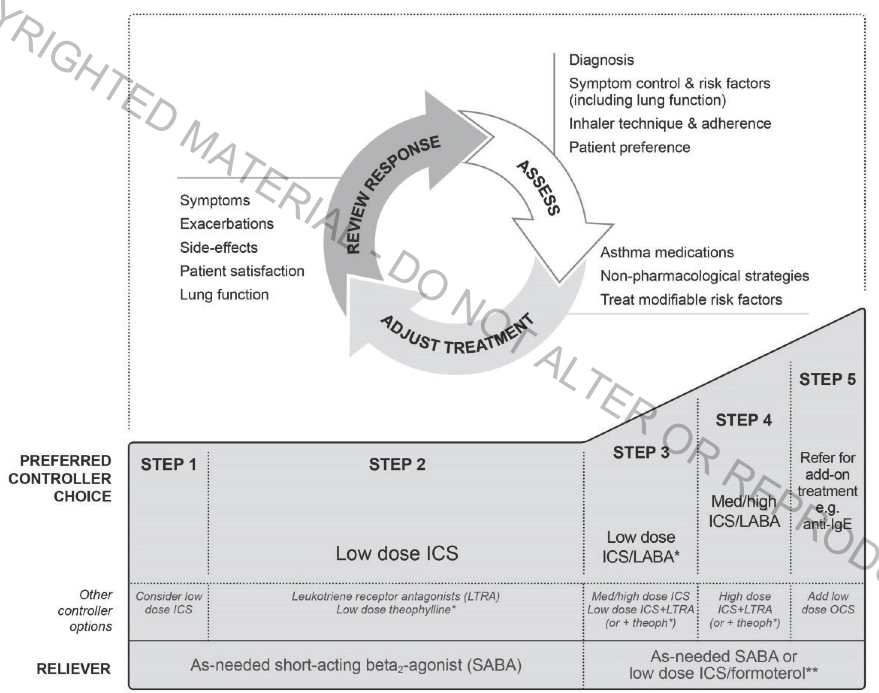 COPYRIGHTED MATERIAL - DO NOT ALTER OR REPRODUCE
Diagnosis
Symptom control & risk factors
(including lung function)
Inhaler technique & adherence
Patient preference
REVIEW RESPONSE
ASSESS
ADJUST TREATMENT
Symptoms
Exacerbations
Side-effects
Patient satisfaction
Lung function
Asthma medications
Non-pharmacological strategies
Treat modifiable risk factors
PREFERRED
CONTROLLER
CHOICE
STEP 1
STEP 2
Low dose ICS
STEP 3
Low dose
ICS/LABA*
STEP 4
Med/high
ICS/LABA
STEP 5
Refer for
add-on
treatment
e.g.
anti-IgE
Other
controller
options
Consider low
dose ICS
Leukotriene receptor antagonists (LTRA)
Low dose theophylline*
Med/high dose ICS
Low dose ICS+LTRA
(or + theoph*)
High dose
ICS+LTRA
(or + theoph*)
Add low
dose OCS
RELIEVER
As-needed short-acting beta₂-agonist (SABA)
As-needed SABA or
low dose ICS/formoterol**